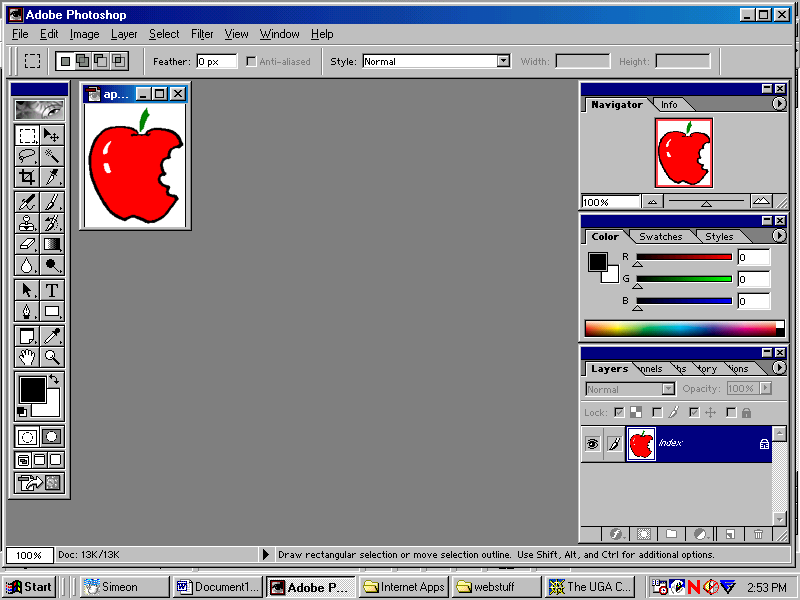 Adobe Photoshop
File Edit Image Layer Select Filter View Window Help
Feather: 0 px Anti-aliased Style: Normal Width: Height:
ap...
Navigator Info
100%
Color Swatches Styles
R 0
G 0
B 0
Layers nnels hs tory ions
Normal Opacity: 100%
Lock:
Index
T
100% Doc: 13K/13K Draw rectangular selection or move selection outline. Use Shift, Alt, and Ctrl for additional options.
Start Simeon Document1... Adobe P... Internet Apps webstuff The UGA C... 2:53 PM